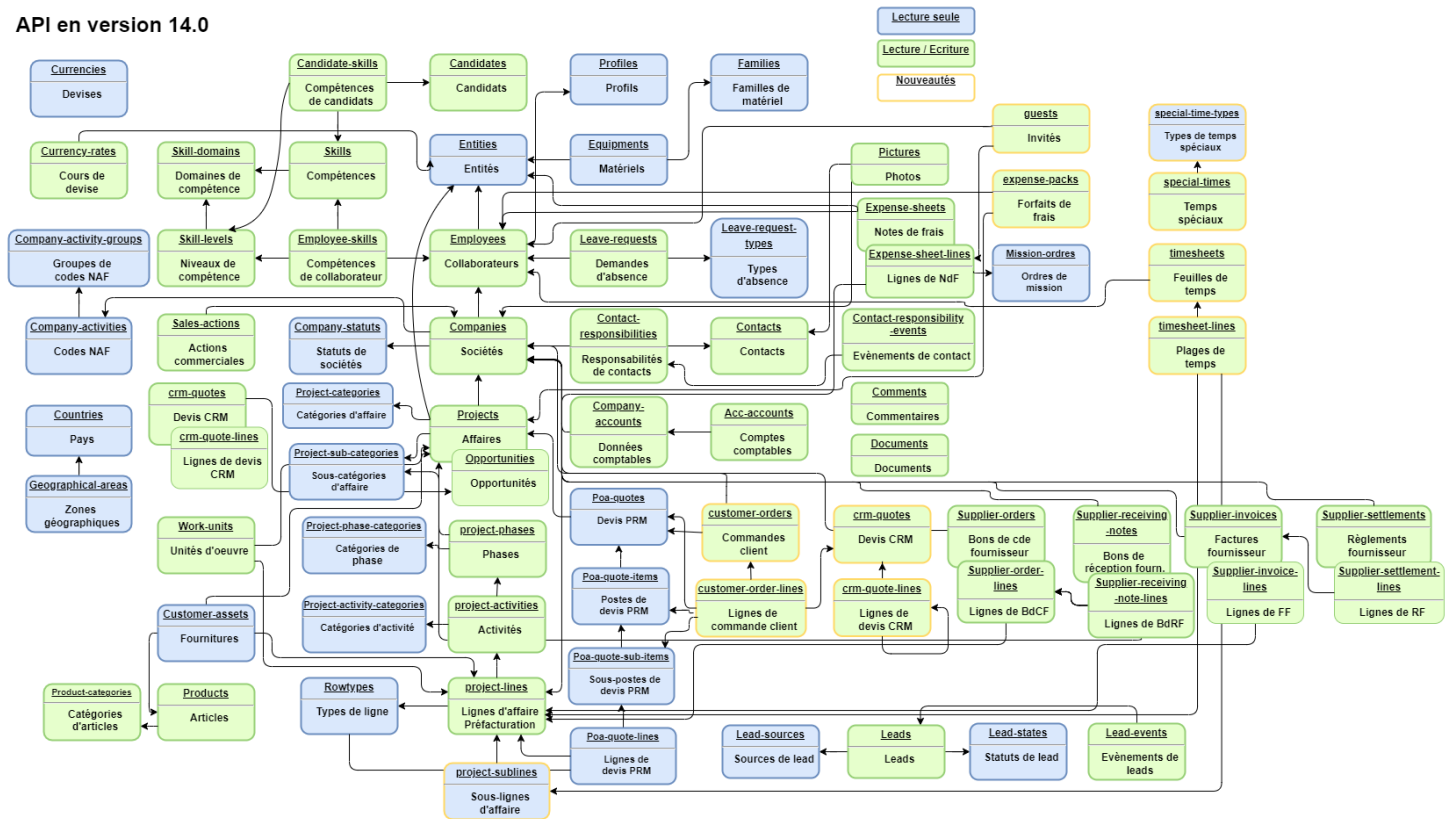 API en version 14.0
Lecture seule
Lecture / Ecriture
Nouveautés
Currencies
Devises
Candidate-skills
Compétences
de candidats
Candidates
Candidats
Profiles
Profils
Families
Familles de
matériel
guests
Invités
special-time-types
Types de temps
spéciaux
Currency-rates
Cours de
devise
Skill-domains
Domaines de
compétence
Skills
Compétences
Entities
Entités
Equipments
Matériels
Pictures
Photos
expense-packs
Forfaits de
frais
special-times
Temps
spéciaux
Company-activity-groups
Groupes de
codes NAF
Skill-levels
Niveaux de
compétence
Employee-skills
Compétences
de collaborateur
Employees
Collaborateurs
Leave-requests
Demandes
d'absence
Leave-request-
types
Types
d'absence
Expense-sheets
Notes de frais
Expense-sheet-lines
Lignes de NdF
Mission-ordres
Ordres de
mission
timesheets
Feuilles de
temps
Company-activities
Codes NAF
Sales-actions
Actions
commerciales
Company-statuts
Statuts de
sociétés
Companies
Sociétés
Contact-
responsibilities
Responsabilités
de contacts
Contacts
Contacts
Contact-responsibility
-events
Evènements de contact
timesheet-lines
Plages de
temps
crm-quotes
Devis CRM
crm-quote-lines
Lignes de devis
CRM
Project-categories
Catégories d'affaire
Projects
Affaires
Opportunities
Opportunités
Company-
accounts
Données
comptables
Acc-accounts
Comptes
comptables
Comments
Commentaires
Documents
Documents
Countries
Pays
Geographical-areas
Zones
géographiques
Project-sub-categories
Sous-catégories
d'affaire
Work-units
Unités d'oeuvre
Project-phase-categories
Catégories de
phase
project-phases
Phases
Poa-quotes
Devis PRM
customer-orders
Commandes
client
crm-quotes
Devis CRM
Supplier-orders
Bons de cde
fournisseur
Supplier-order-
lines
Lignes de BdCF
Supplier-receiving
-notes
Bons de
réception fourn.
Supplier-receiving
-note-lines
Lignes de BdRF
Supplier-invoices
Factures
fournisseur
Supplier-invoice-
lines
Lignes de FF
Supplier-settlements
Règlements
fournisseur
Supplier-settlement-
lines
Lignes de RF
Customer-assets
Fournitures
Project-activity-categories
Catégories d'activité
project-activities
Activités
Poa-quote-items
Postes de
devis PRM
customer-order-lines
Lignes de
commande client
crm-quote-lines
Lignes de
devis CRM
Poa-quote-sub-items
Sous-postes de
devis PRM
Product-categories
Catégories
d'articles
Products
Articles
Rowtypes
Types de ligne
project-lines
Lignes d'affaire
Préfacturation
Poa-quote-lines
Lignes de
devis PRM
Lead-sources
Sources de lead
Leads
Leads
Lead-states
Statuts de lead
Lead-events
Evènements de
leads
project-sublines
Sous-lignes
d'affaire